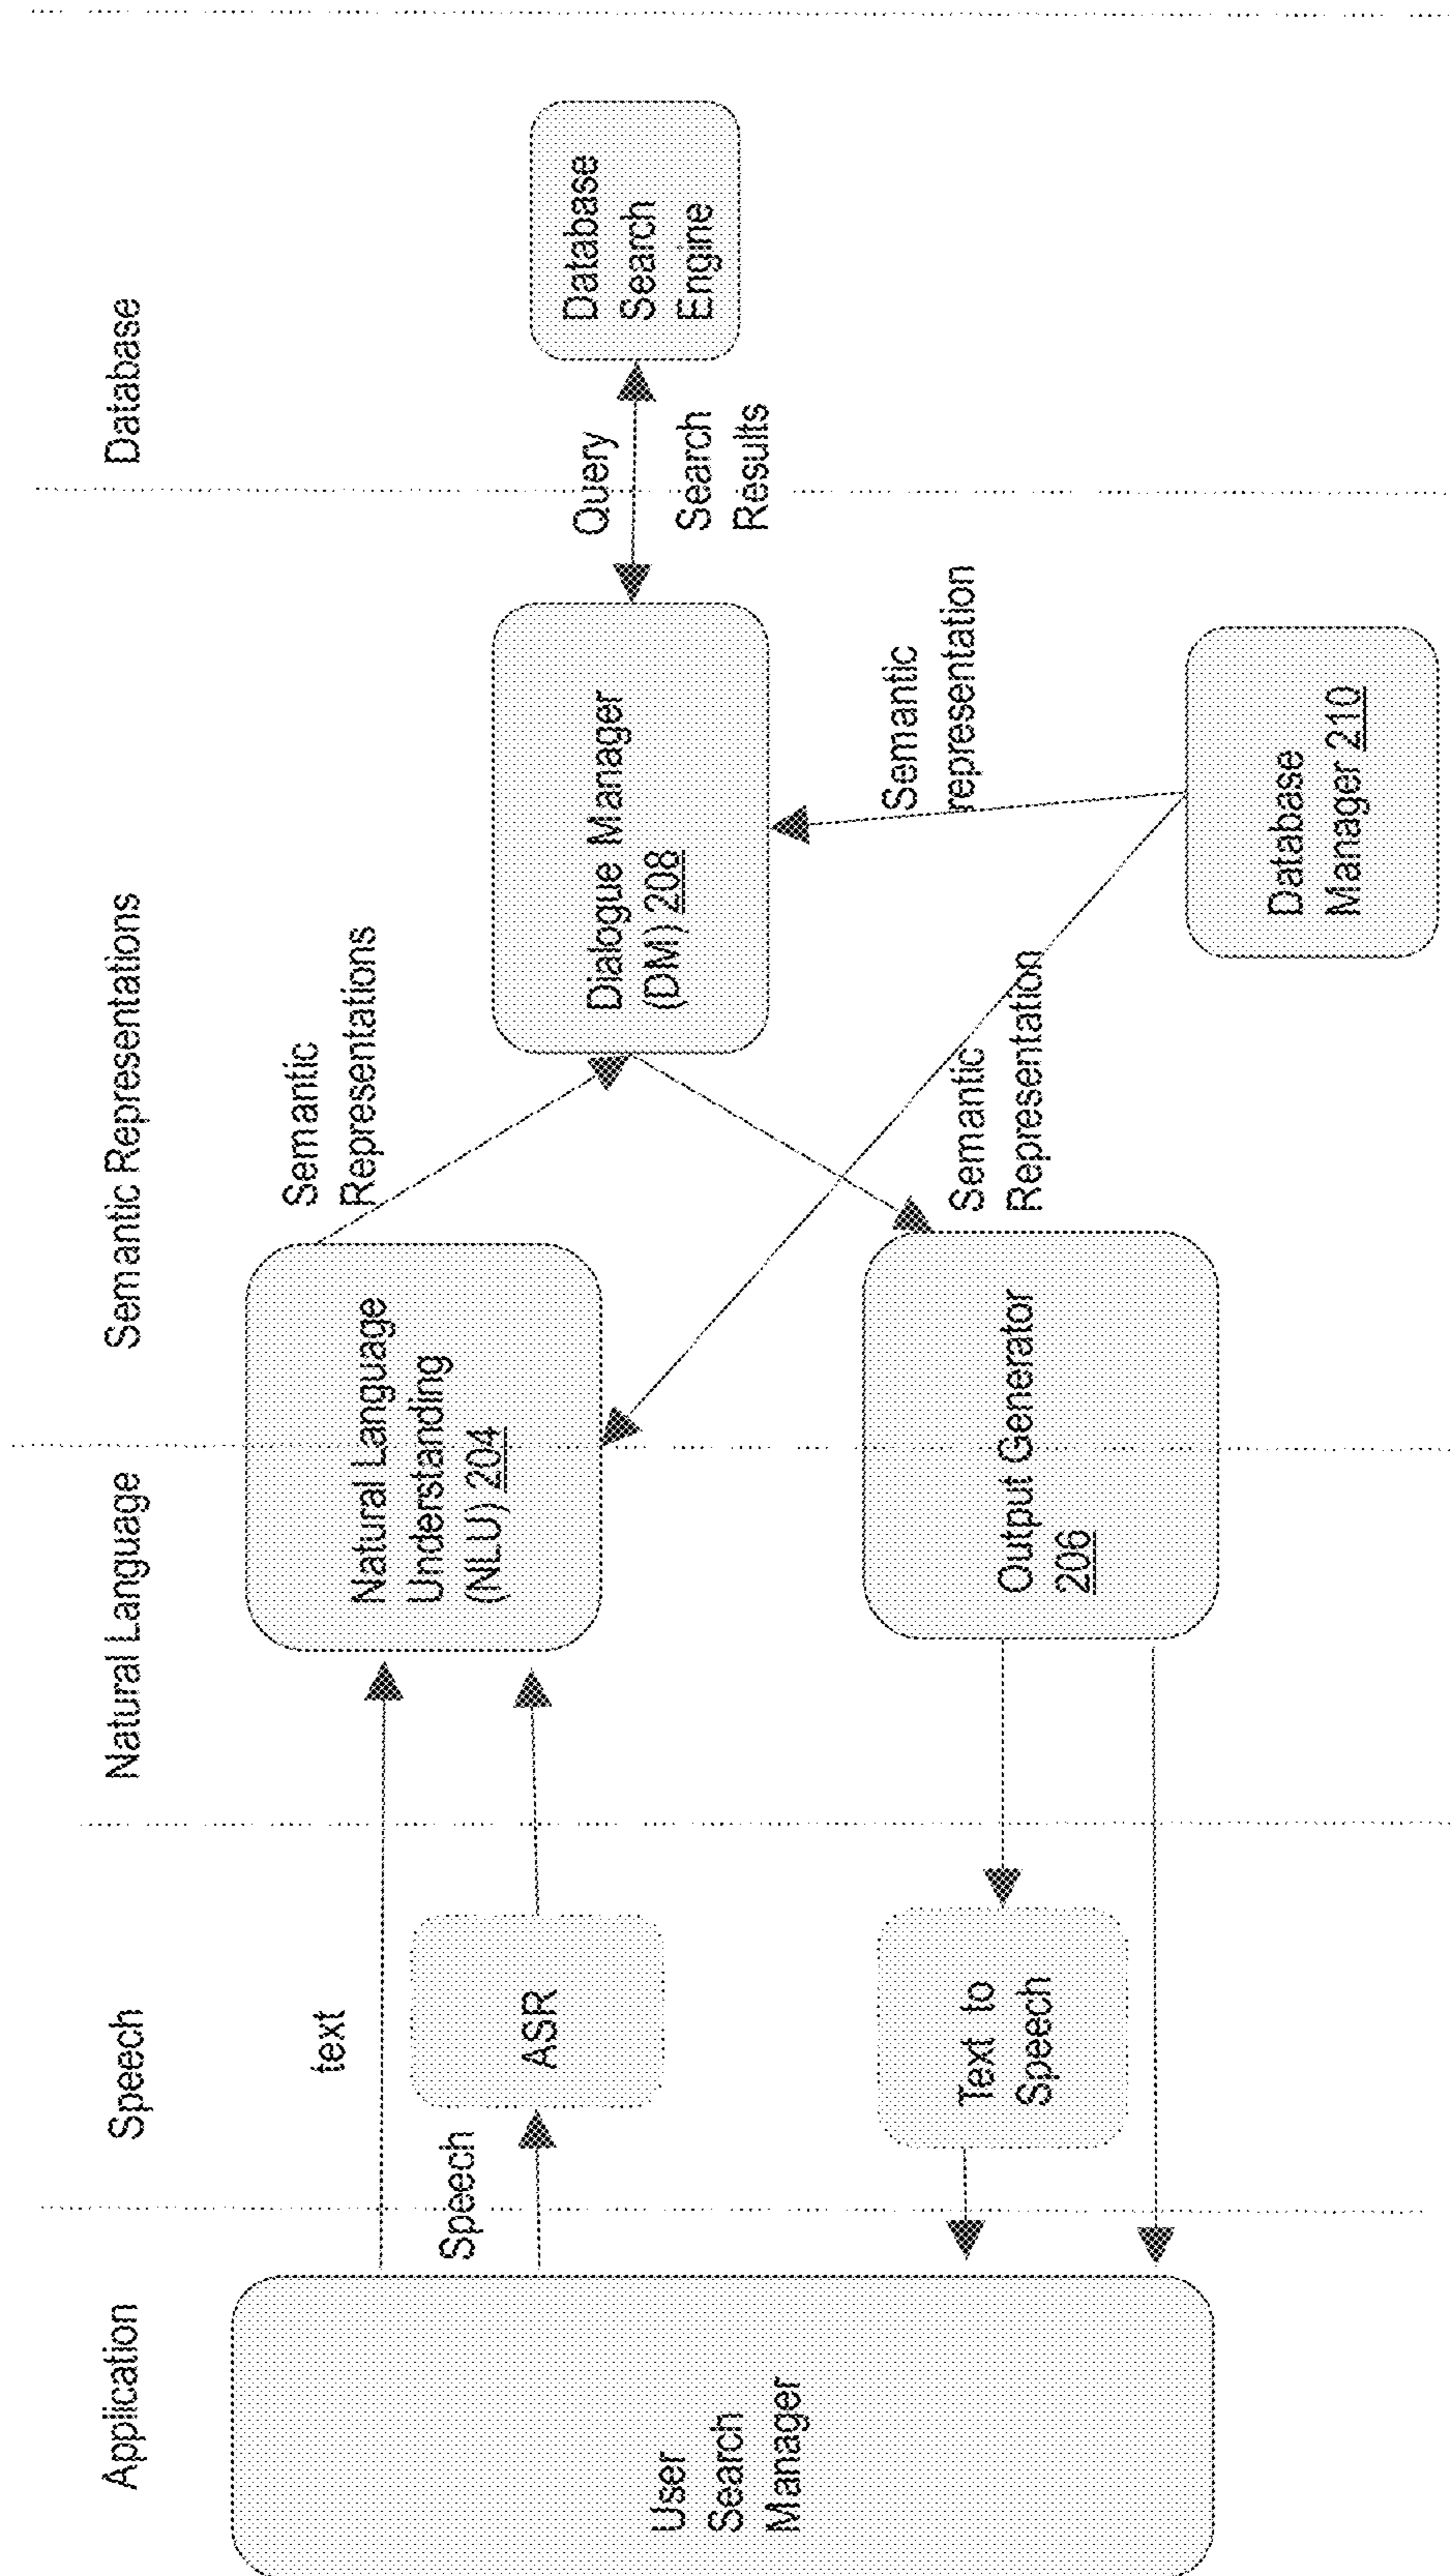 Application
Speech
Natural Language
Semantic Representations
Database
User
Search
Manager
text
Speech
ASR
Text to
Speech
Natural Language
Understanding
(NLU) 204
Output Generator
206
Semantic
Representations
Semantic
Representation
Dialogue Manager
(DM) 208
Semantic
representation
Database
Manager 210
Query
Search
Results
Database
Search
Engine